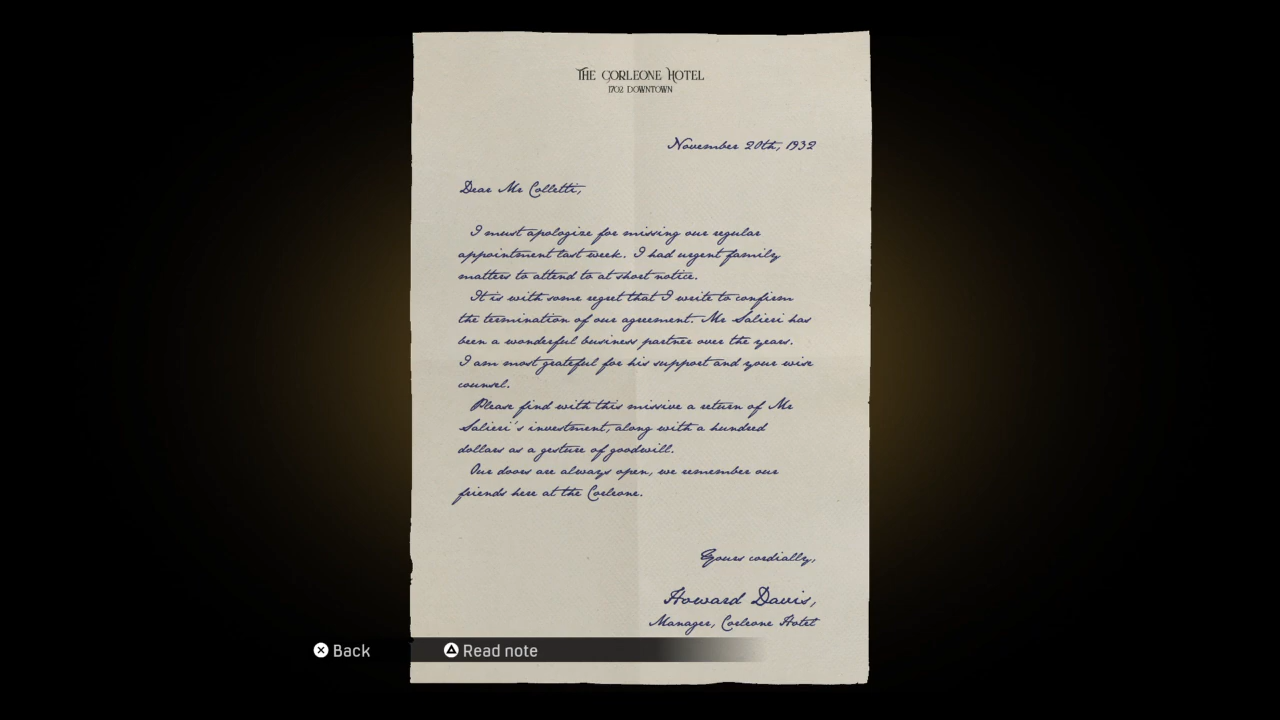 THE CORLEONE HOTEL
1702 DOWNTOWN
November 20th, 1932
Dear Mr Colletti,
I must apologize for missing our regular
appointment last week. I had urgent family
matters to attend to at short notice.
It is with some regret that I write to confirm
the termination of our agreement. Mr Salieri has
been a wonderful business partner over the years.
I am most grateful for his support and your wise
counsel.
Please find with this missive a return of Mr
Salieri's investment, along with a hundred
dollars as a gesture of goodwill.
Our doors are always open, we remember our
friends here at the Corleone.
Yours cordially,
Howard Davis,
Manager, Corleone Hotel
Back
Read note